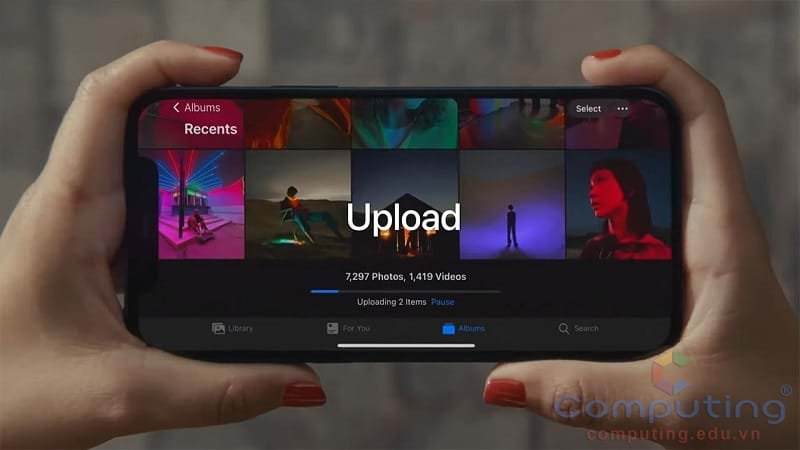 Albums
Select
Recents
Upload
7,297 Photos, 1,419 Videos
Uploading 2 Items Pause
Library
For You
Albums
Search
Computing®
computing.edu.vn